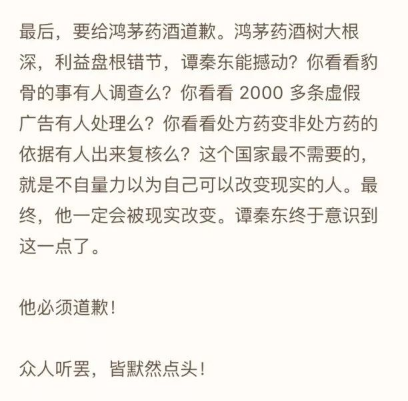 最后，要给鸿茅药酒道歉。鸿茅药酒树大根
深，利益盘根错节，谭秦东能撼动？你看看豹
骨的事有人调查么？你看看 2000 多条虚假
广告有人处理么？你看看处方药变非处方药的
依据有人出来复核么？这个国家最不需要的，
就是不自量力以为自己可以改变现实的人。最
终，他一定会被现实改变。谭秦东终于意识到
这一点了。
他必须道歉！
众人听罢，皆默然点头！